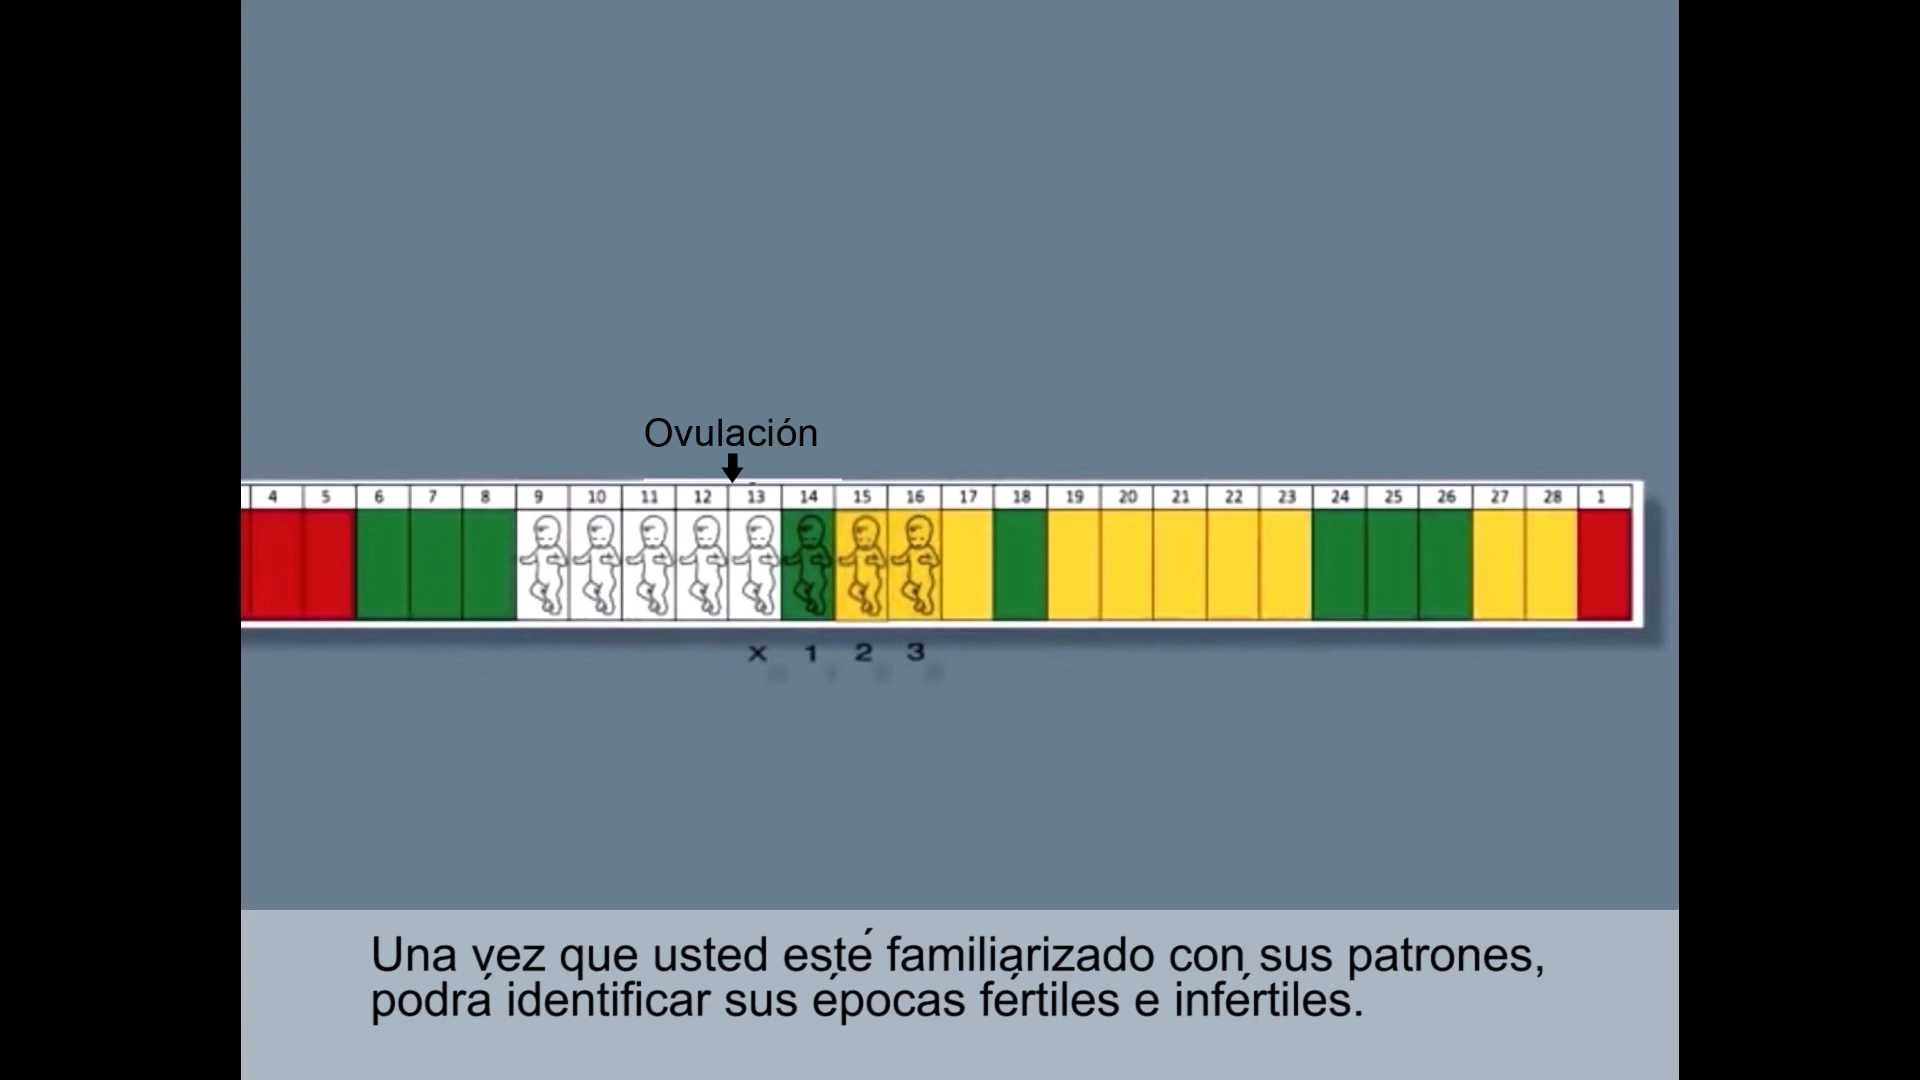 Ovulación
4 5 6 7 8 9 10 11 12 13 14 15 16 17 18 19 20 21 22 23 24 25 26 27 28 1
X 1 2 3
Una vez que usted esté familiarizado con sus patrones,
podrá identificar sus épocas fértiles e infértiles.